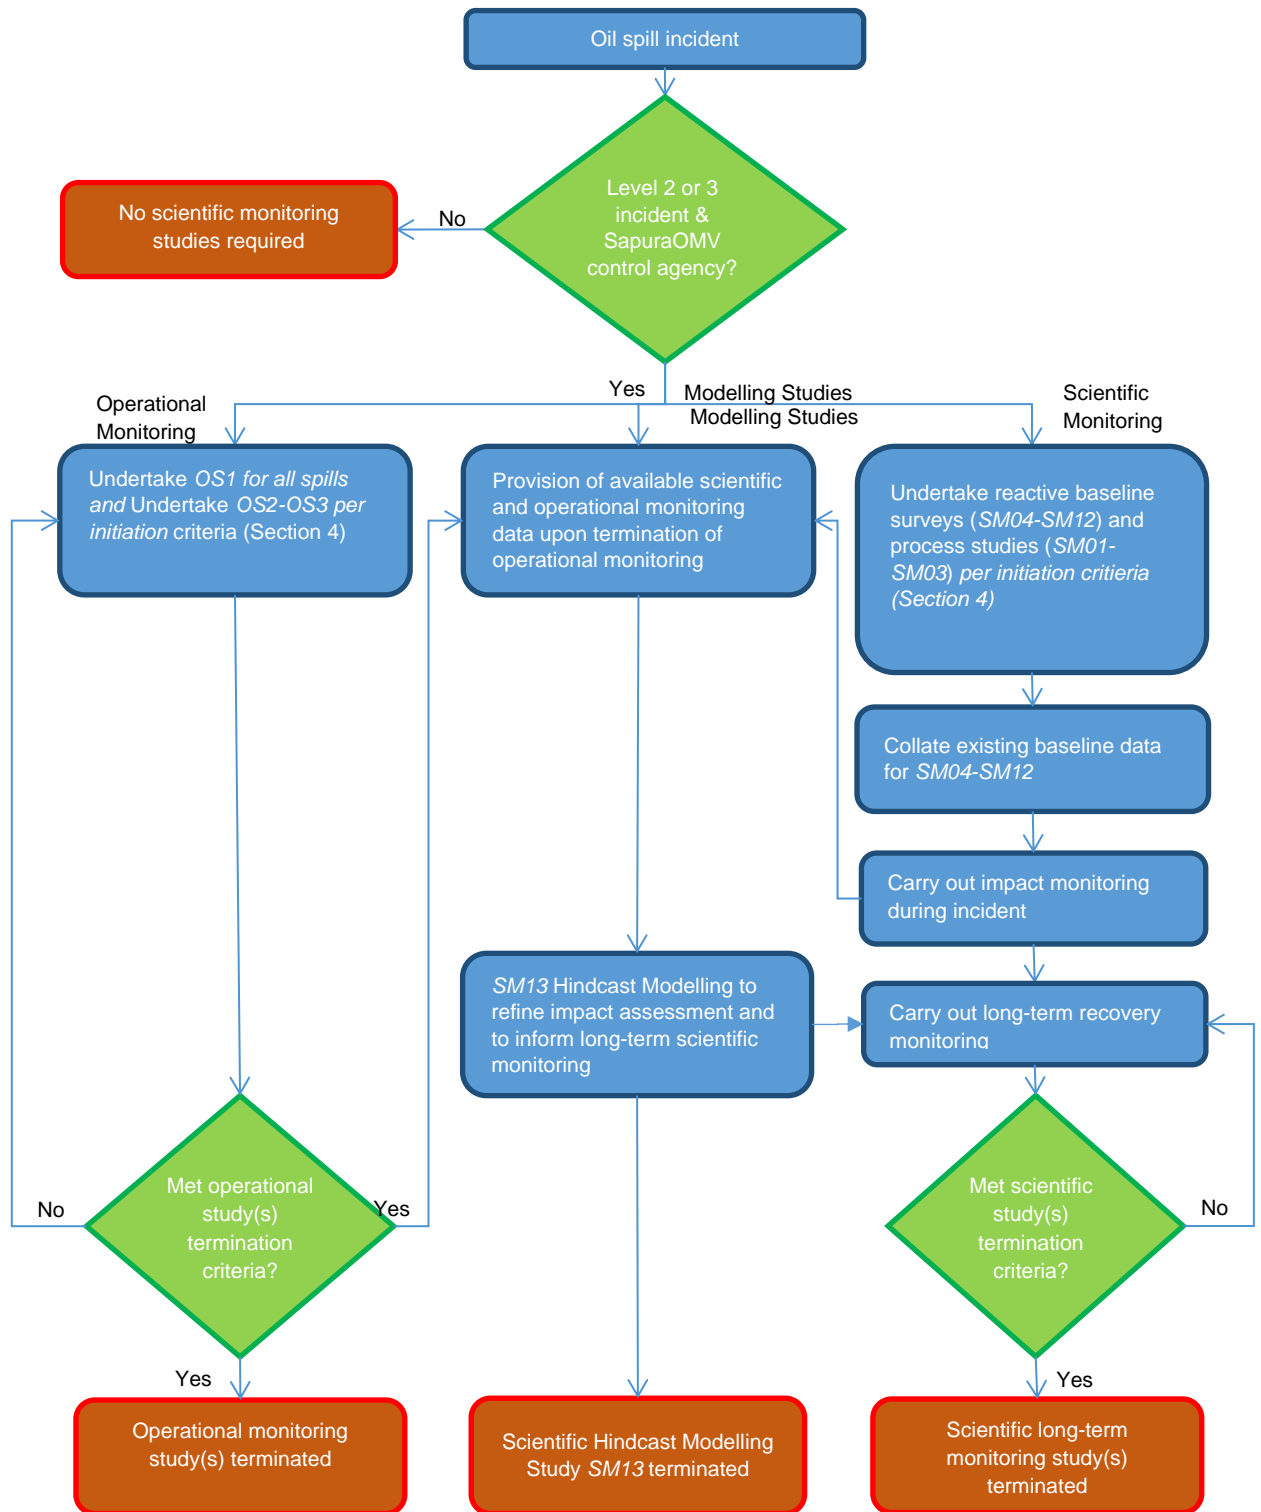 Oil spill incident
Level 2 or 3
incident &
SapuraOMV
control agency?
No
No scientific monitoring
studies required
Yes
Operational
Monitoring
Modelling Studies
Modelling Studies
Scientific
Monitoring
Undertake OS1 for all spills
and Undertake OS2-OS3 per
initiation criteria (Section 4)
Provision of available scientific
and operational monitoring
data upon termination of
operational monitoring
Undertake reactive baseline
surveys (SM04-SM12) and
process studies (SM01-
SM03) per initiation critieria
(Section 4)
Collate existing baseline data
for SM04-SM12
Carry out impact monitoring
during incident
SM13 Hindcast Modelling to
refine impact assessment and
to inform long-term scientific
monitoring
Carry out long-term recovery
monitoring
Met operational
study(s)
termination
criteria?
No
Yes
Met scientific
study(s)
termination
criteria?
No
Yes
Yes
Operational monitoring
study(s) terminated
Scientific Hindcast Modelling
Study SM13 terminated
Scientific long-term
monitoring study(s)
terminated